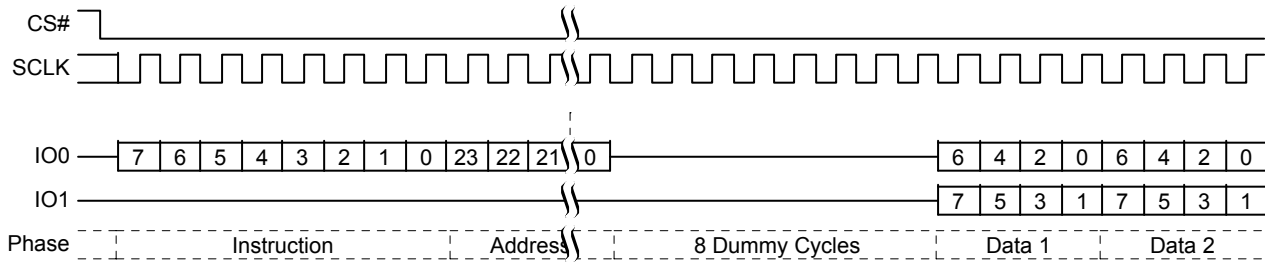 CS#
SCLK
IO0 7 6 5 4 3 2 1 0 23 22 21 0 6 4 2 0 6 4 2 0
IO1 7 5 3 1 7 5 3 1
Phase Instruction Address 8 Dummy Cycles Data 1 Data 2